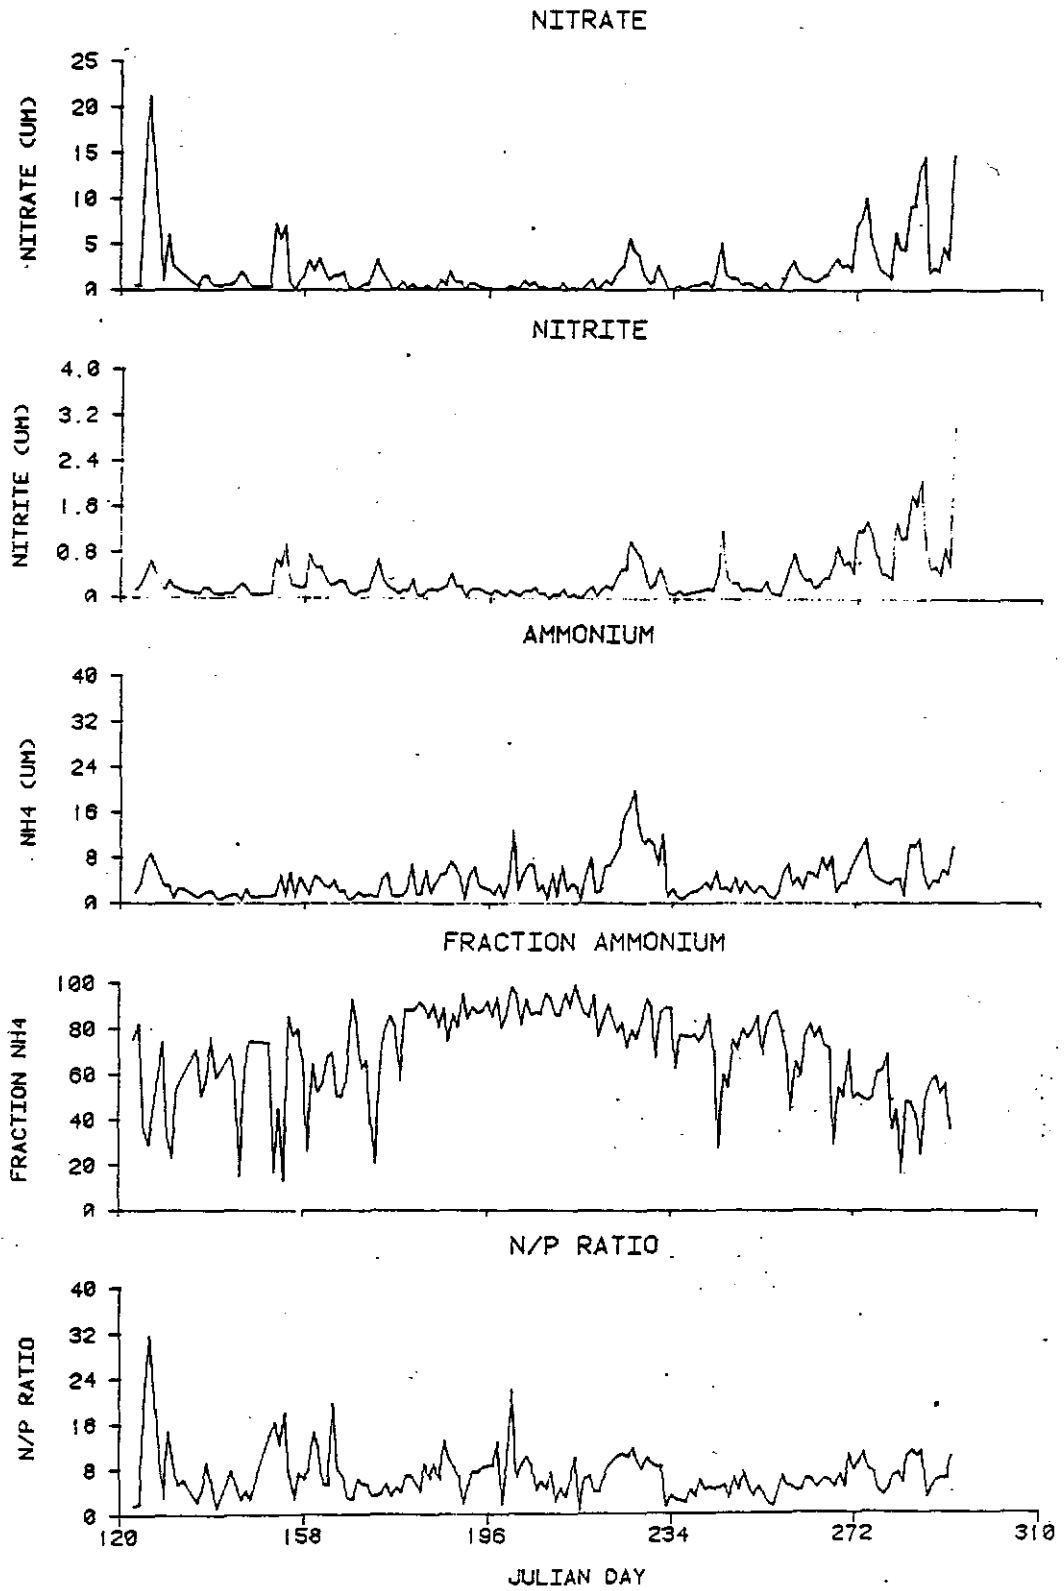 NITRATE
25
20
15
10
5
0
NITRATE (UM)
NITRITE
4.0
3.2
2.4
1.6
0.8
0
NITRITE (UM)
AMMONIUM
40
32
24
16
8
0
NH4 (UM)
FRACTION AMMONIUM
100
80
60
40
20
0
FRACTION NH4
N/P RATIO
40
32
24
16
8
0
N/P RATIO
120 158 196 234 272 310
JULIAN DAY